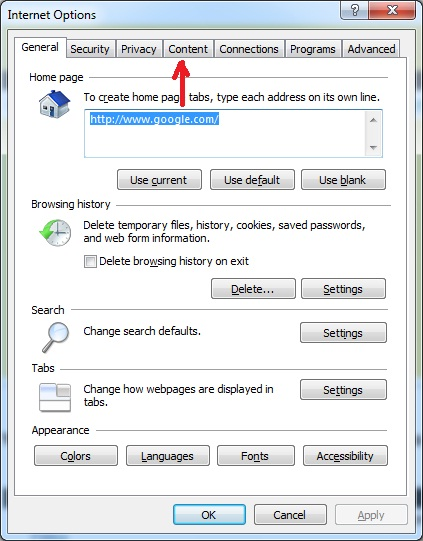 Internet Options
General Security Privacy Content Connections Programs Advanced
Home page
To create home page tabs, type each address on its own line.
http://www.google.com/
Use current Use default Use blank
Browsing history
Delete temporary files, history, cookies, saved passwords,
and web form information.
Delete browsing history on exit
Delete... Settings
Search
Change search defaults. Settings
Tabs
Change how webpages are displayed in
tabs.
Settings
Appearance
Colors Languages Fonts Accessibility
OK Cancel Apply